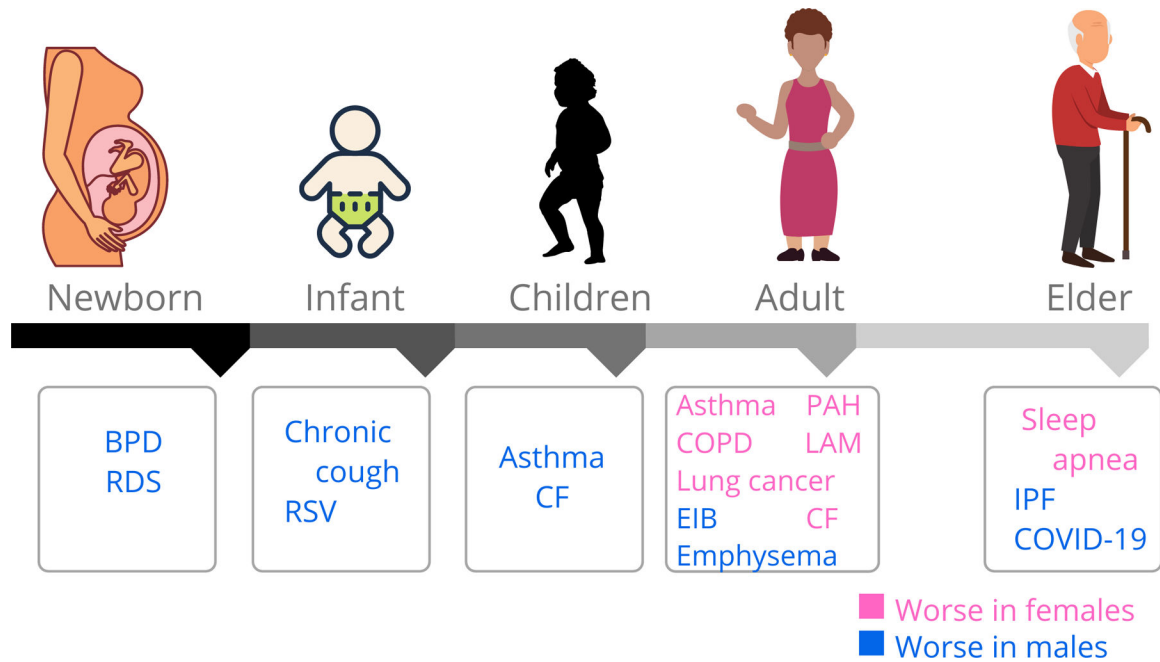 Newborn
Infant
Children
Adult
Elder
BPD
RDS
Chronic
cough
RSV
Asthma
CF
Asthma PAH
COPD LAM
Lung cancer
EIB CF
Emphysema
Sleep
apnea
IPF
COVID-19
Worse in females
Worse in males